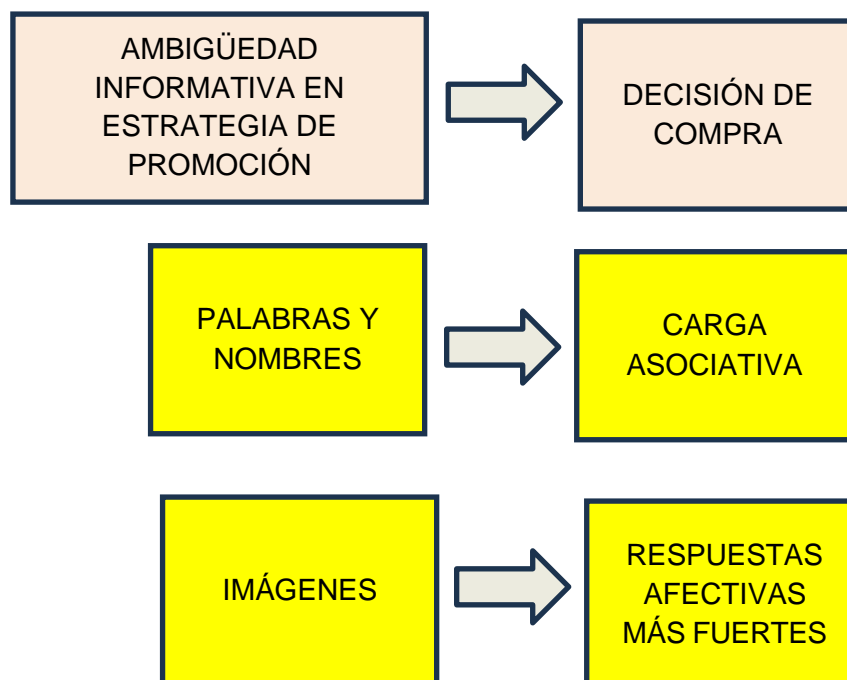 AMBIGÜEDAD
INFORMATIVA EN
ESTRATEGIA DE
PROMOCIÓN
DECISIÓN DE
COMPRA
PALABRAS Y
NOMBRES
CARGA
ASOCIATIVA
IMÁGENES
RESPUESTAS
AFECTIVAS
MÁS FUERTES